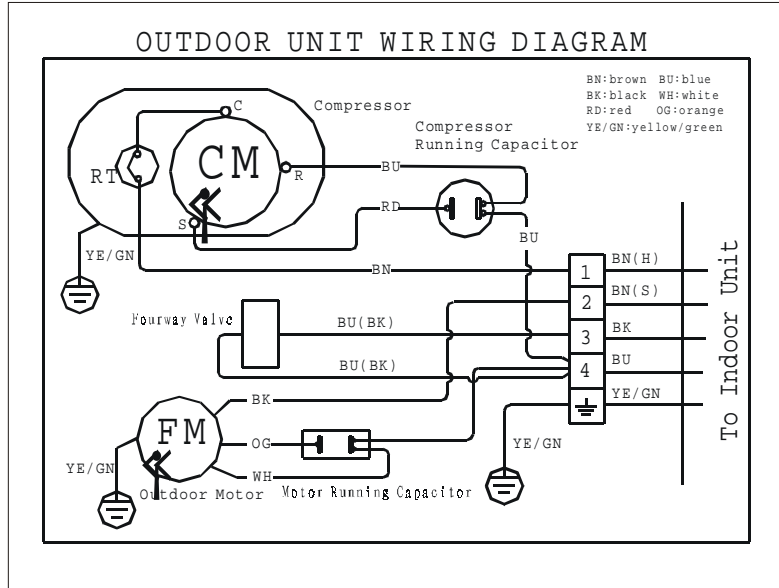 OUTDOOR UNIT WIRING DIAGRAM
BN:brown BU:blue
BK:black WH:white
RD:red OG:orange
YE/GN:yellow/green
C
Compressor
Compressor
Running Capacitor
RT
CM
R
BU
S
RD
BU
YE/GN
BN
1
BN(H)
2
BN(S)
Fourway Valve
BU(BK)
3
BK
BU(BK)
4
BU
YE/GN
To Indoor Unit
BK
FM
OG
YE/GN
YE/GN
WH
Outdoor Motor
Motor Running Capacitor